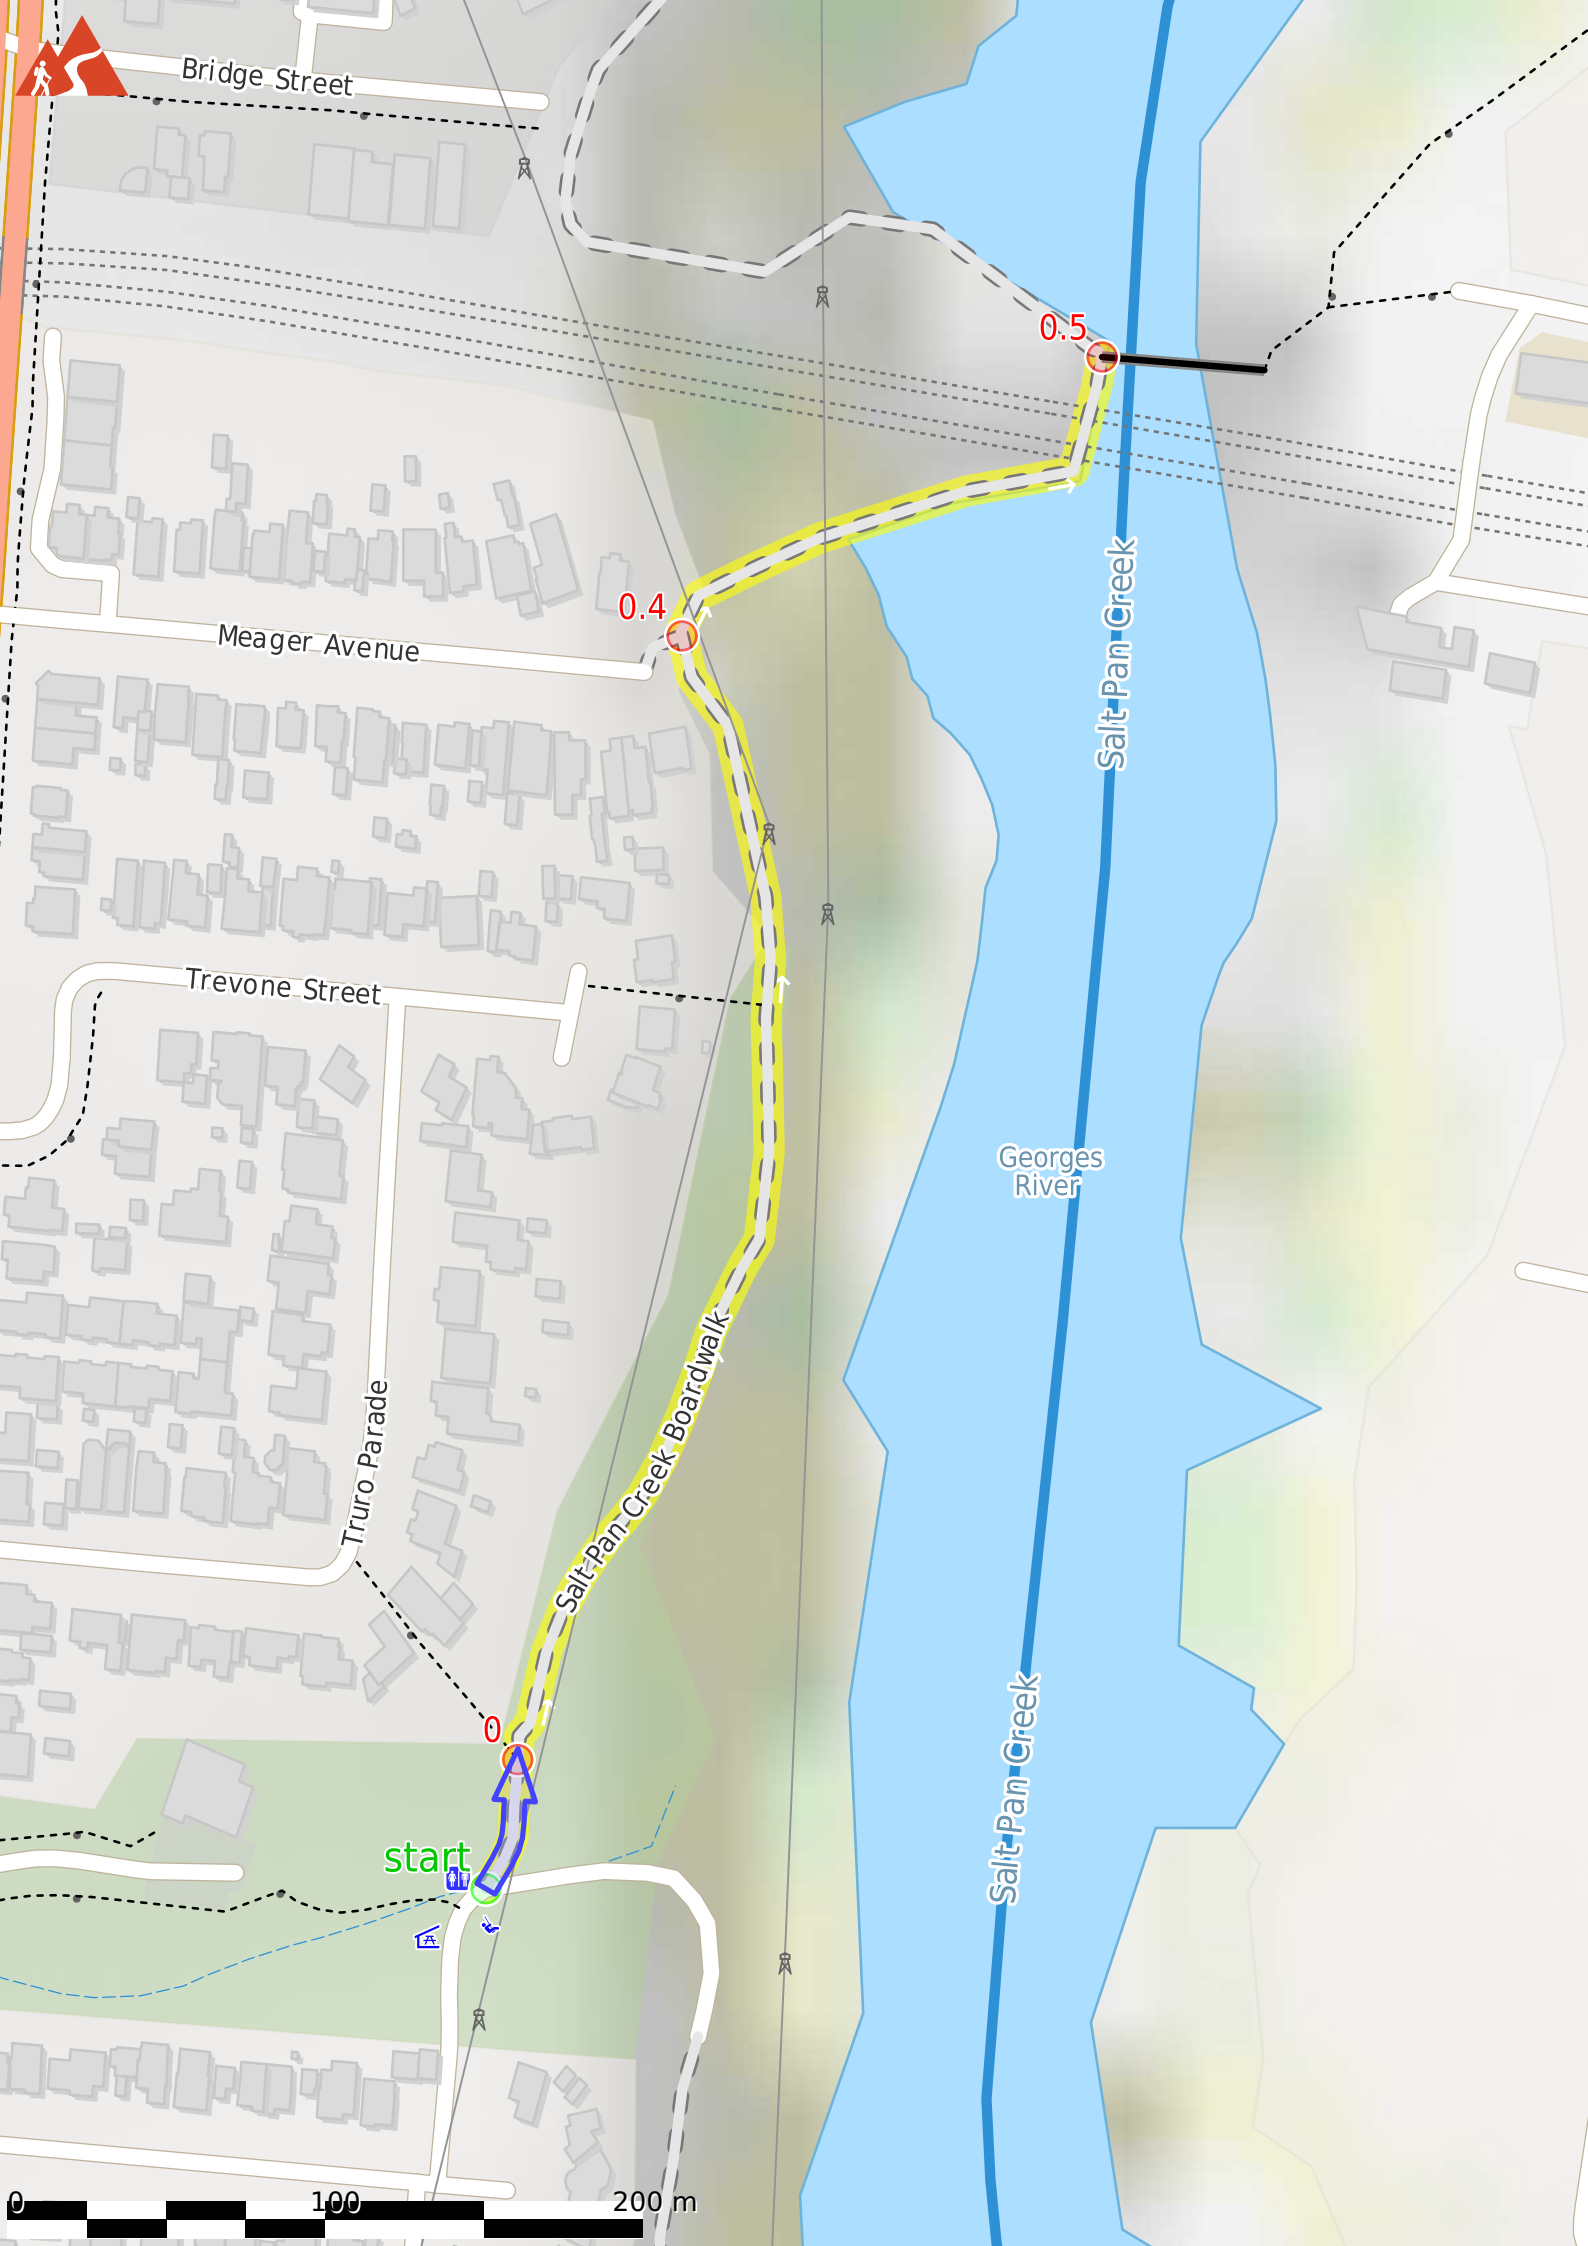 Bridge Street
0.5
Salt Pan Creek
0.4
Meager Avenue
Trevone Street
Georges
River
Salt Pan Creek Boardwalk
Truro Parade
Salt Pan Creek
0
start
0 100 200 m